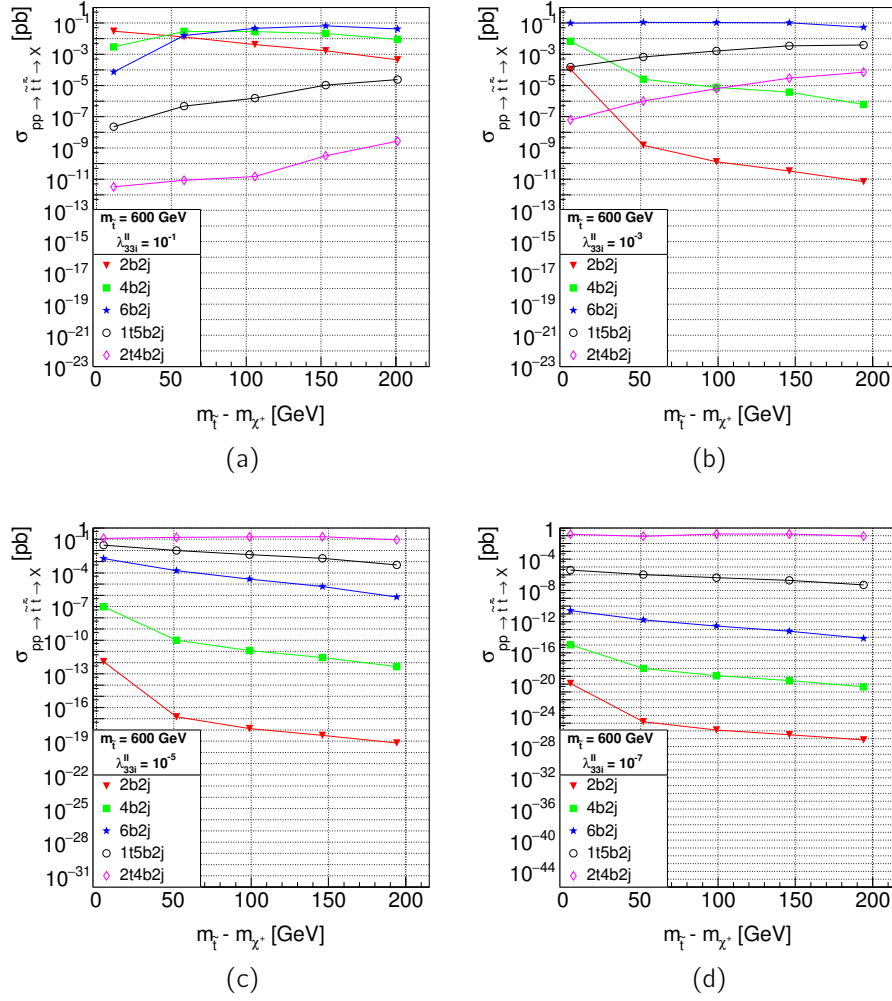 σ pp → t̃ t̃̄ → X [pb]
10⁻¹
10⁻³
10⁻⁵
10⁻⁷
10⁻⁹
10⁻¹¹
10⁻¹³
10⁻¹⁵
10⁻¹⁷
10⁻¹⁹
10⁻²¹
10⁻²³
m_t̃ = 600 GeV
λ^II_33i = 10⁻¹
2b2j
4b2j
6b2j
1t5b2j
2t4b2j
0 50 100 150 200
m_t̃ - m_χ⁺ [GeV]
(a)
σ pp → t̃ t̃̄ → X [pb]
10⁻¹
10⁻³
10⁻⁵
10⁻⁷
10⁻⁹
10⁻¹¹
10⁻¹³
10⁻¹⁵
10⁻¹⁷
10⁻¹⁹
10⁻²¹
10⁻²³
m_t̃ = 600 GeV
λ^II_33i = 10⁻³
2b2j
4b2j
6b2j
1t5b2j
2t4b2j
0 50 100 150 200
m_t̃ - m_χ⁺ [GeV]
(b)
σ pp → t̃ t̃̄ → X [pb]
1
10⁻¹
10⁻⁴
10⁻⁷
10⁻¹⁰
10⁻¹³
10⁻¹⁶
10⁻¹⁹
10⁻²²
10⁻²⁵
10⁻²⁸
10⁻³¹
m_t̃ = 600 GeV
λ^II_33i = 10⁻⁵
2b2j
4b2j
6b2j
1t5b2j
2t4b2j
0 50 100 150 200
m_t̃ - m_χ⁺ [GeV]
(c)
σ pp → t̃ t̃̄ → X [pb]
1
10⁻⁴
10⁻⁸
10⁻¹²
10⁻¹⁶
10⁻²⁰
10⁻²⁴
10⁻²⁸
10⁻³²
10⁻³⁶
10⁻⁴⁰
10⁻⁴⁴
m_t̃ = 600 GeV
λ^II_33i = 10⁻⁷
2b2j
4b2j
6b2j
1t5b2j
2t4b2j
0 50 100 150 200
m_t̃ - m_χ⁺ [GeV]
(d)